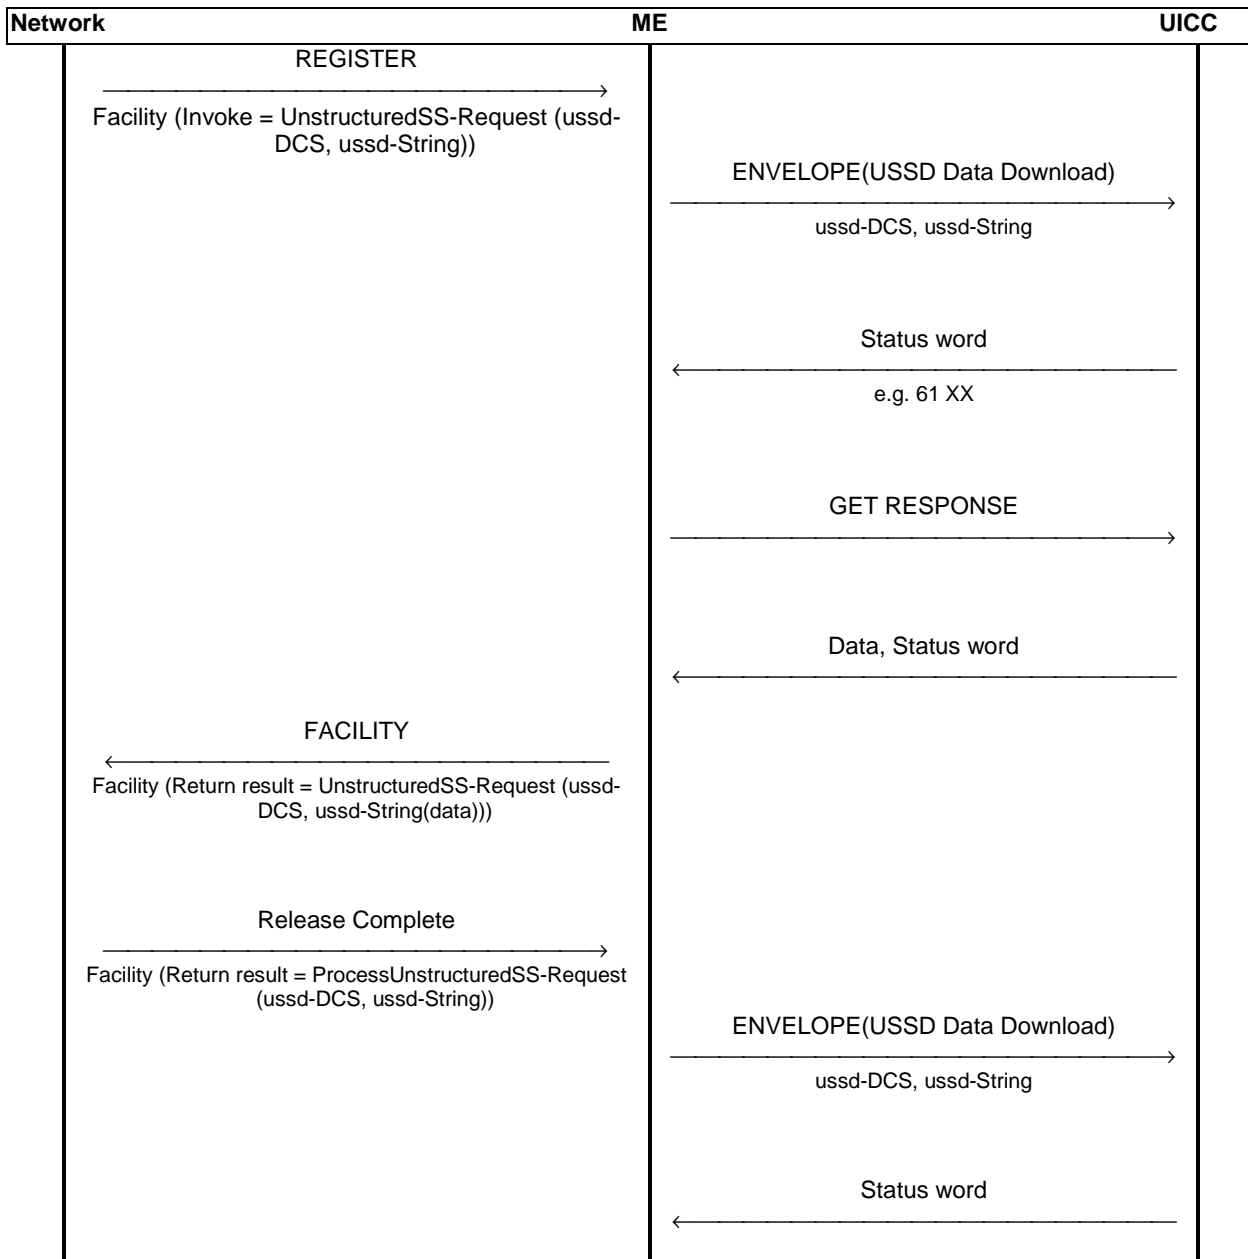 Network ME UICC
REGISTER
Facility (Invoke = UnstructuredSS-Request (ussd-
DCS, ussd-String))
ENVELOPE(USSD Data Download)
ussd-DCS, ussd-String
Status word
e.g. 61 XX
GET RESPONSE
Data, Status word
FACILITY
Facility (Return result = UnstructuredSS-Request (ussd-
DCS, ussd-String(data)))
Release Complete
Facility (Return result = ProcessUnstructuredSS-Request
(ussd-DCS, ussd-String))
ENVELOPE(USSD Data Download)
ussd-DCS, ussd-String
Status word